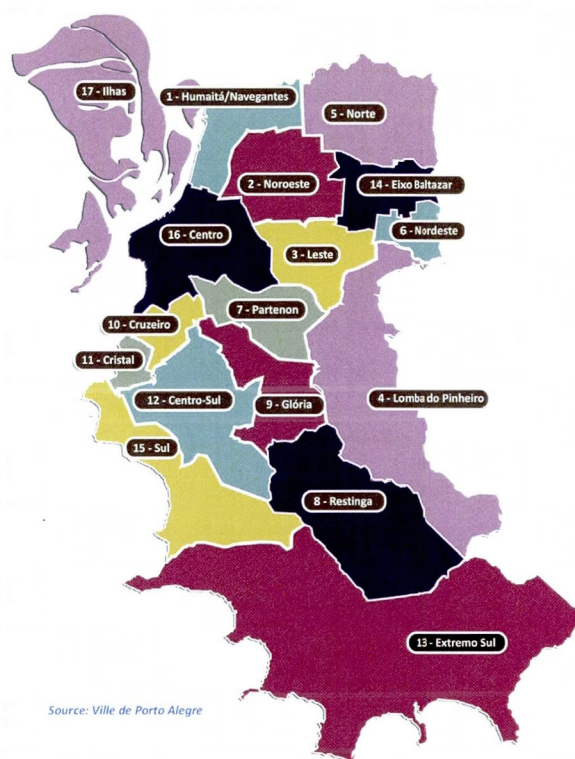 17 - Ilhas
1 - Humaitá/Navegantes
5 - Norte
2 - Noroeste
14 - Eixo Baltazar
16 - Centro
6 - Nordeste
3 - Leste
7 - Partenon
10 - Cruzeiro
11 - Cristal
12 - Centro-Sul
9 - Glória
4 - Lomba do Pinheiro
15 - Sul
8 - Restinga
13 - Extremo Sul
Source: Ville de Porto Alegre